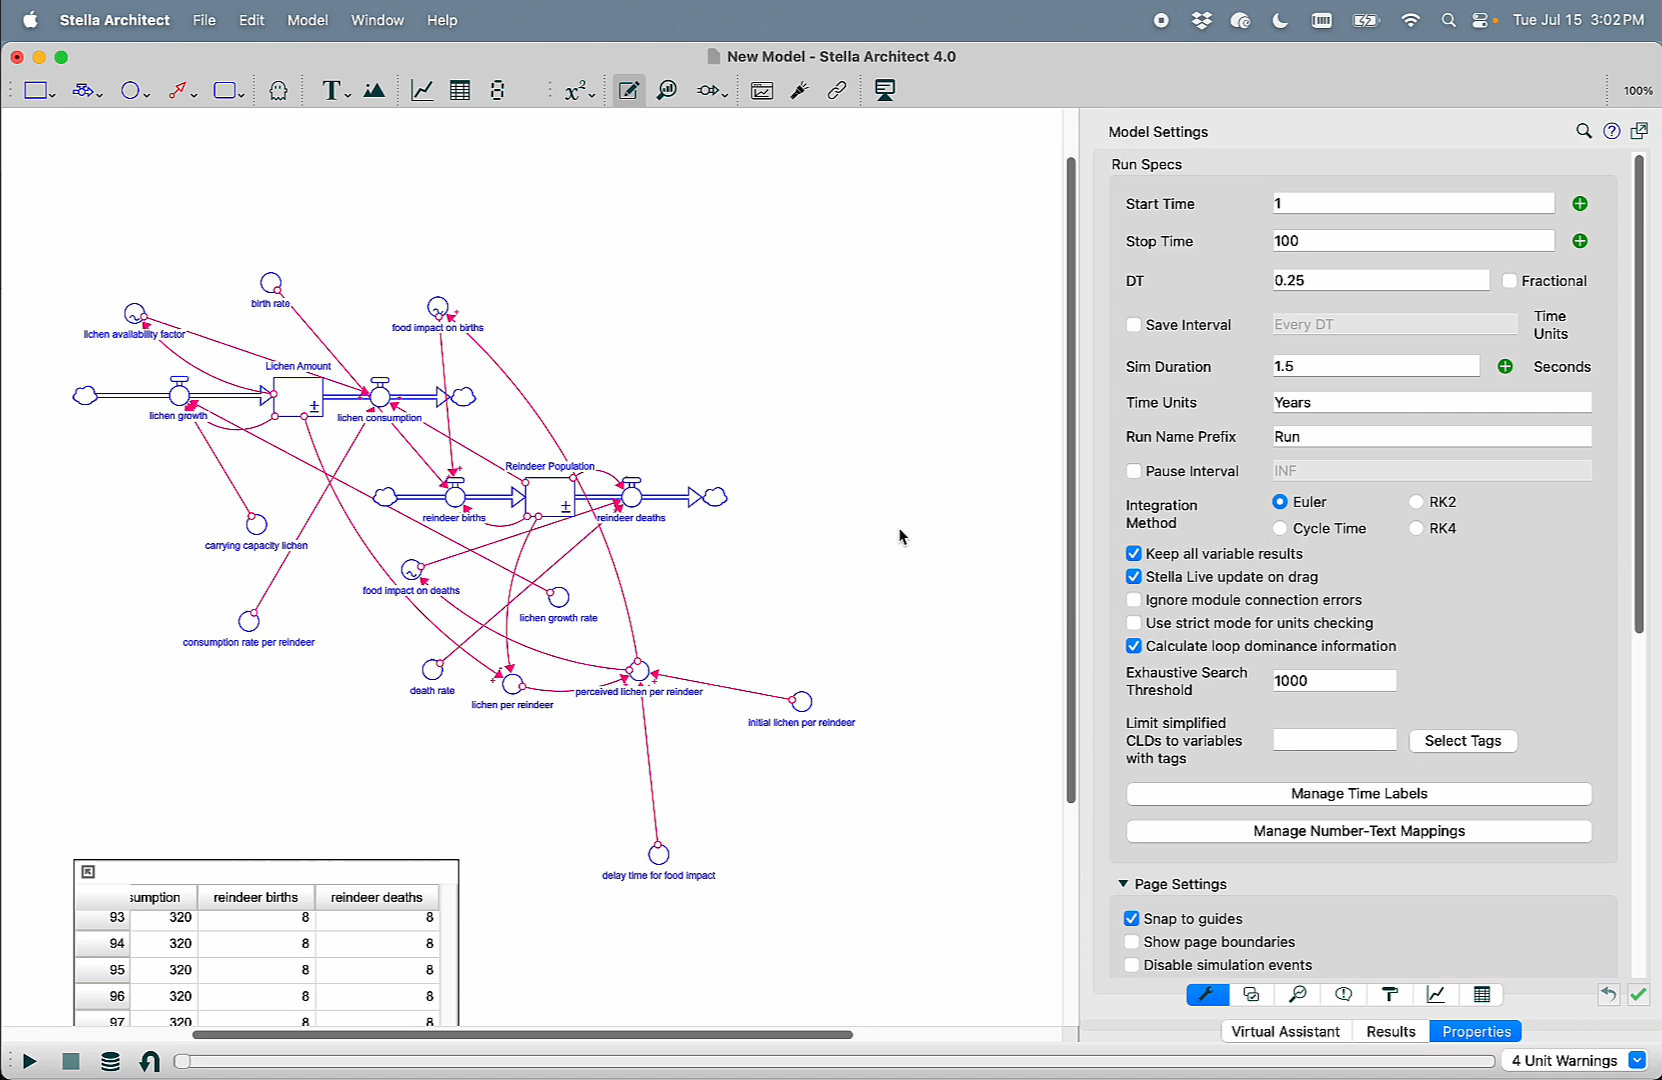 Stella Architect File Edit Model Window Help
Tue Jul 15 3:02 PM
New Model - Stella Architect 4.0
T
x²
100%
birth rate
lichen availability factor
food impact on births
Lichen Amount
lichen growth
lichen consumption
Reindeer Population
reindeer births
reindeer deaths
carrying capacity lichen
food impact on deaths
lichen growth rate
consumption rate per reindeer
death rate
lichen per reindeer
perceived lichen per reindeer
initial lichen per reindeer
delay time for food impact
sumption reindeer births reindeer deaths
93 320 8 8
94 320 8 8
95 320 8 8
96 320 8 8
97 320 8 8
Model Settings
Run Specs
Start Time 1
Stop Time 100
DT 0.25 Fractional
Save Interval Every DT Time Units
Sim Duration 1.5 Seconds
Time Units Years
Run Name Prefix Run
Pause Interval INF
Integration Method
Euler RK2
Cycle Time RK4
Keep all variable results
Stella Live update on drag
Ignore module connection errors
Use strict mode for units checking
Calculate loop dominance information
Exhaustive Search Threshold 1000
Limit simplified CLDs to variables with tags
Select Tags
Manage Time Labels
Manage Number-Text Mappings
Page Settings
Snap to guides
Show page boundaries
Disable simulation events
Virtual Assistant Results Properties
4 Unit Warnings